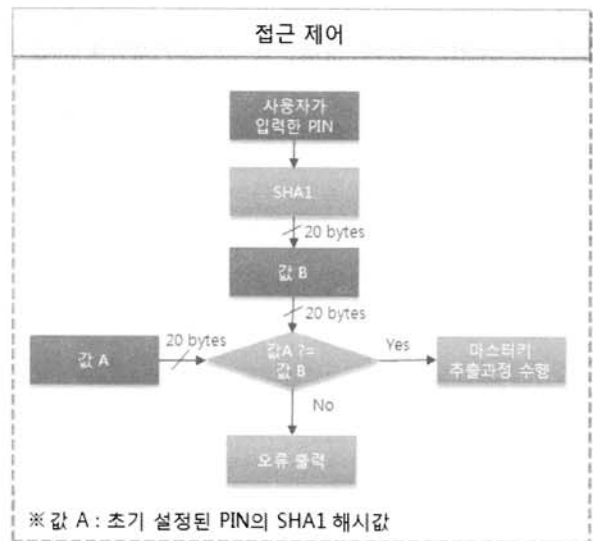 접근 제어
사용자가
입력한 PIN
SHA1
20 bytes
값 B
20 bytes
값 A
20 bytes
값A ?=
값 B
Yes
마스터키
추출과정 수행
No
오류 출력
※ 값 A : 초기 설정된 PIN의 SHA1 해시값